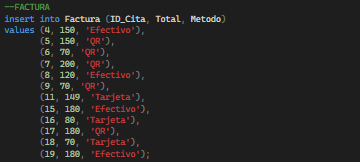 --FACTURA
insert into Factura (ID_Cita, Total, Metodo)
values (4, 150, 'Efectivo'),
(5, 150, 'QR'),
(6, 70, 'QR'),
(7, 200, 'QR'),
(8, 120, 'Efectivo'),
(9, 70, 'QR'),
(11, 149, 'Tarjeta'),
(15, 180, 'Efectivo'),
(16, 80, 'Tarjeta'),
(17, 180, 'QR'),
(18, 70, 'Tarjeta'),
(19, 180, 'Efectivo');